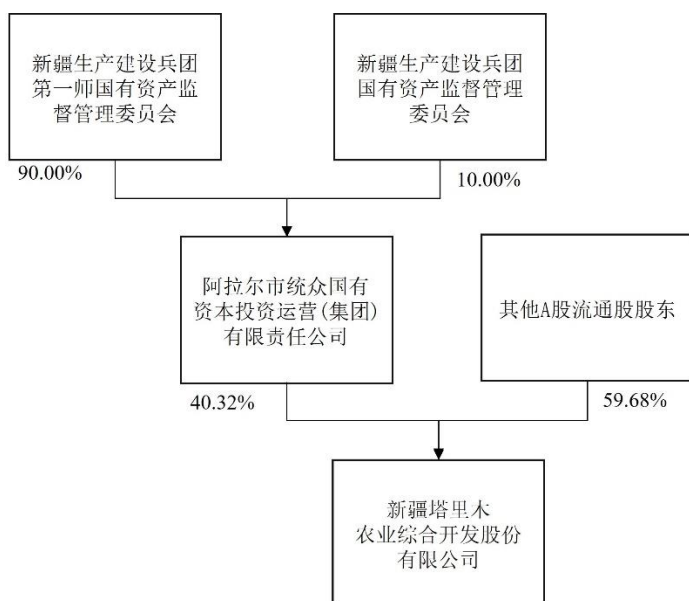 新疆生产建设兵团
第一师国有资产监
督管理委员会
新疆生产建设兵团
国有资产监督管理
委员会
90.00%
10.00%
阿拉尔市统众国有
资本投资运营(集团)
有限责任公司
其他A股流通股股东
40.32%
59.68%
新疆塔里木
农业综合开发股份
有限公司